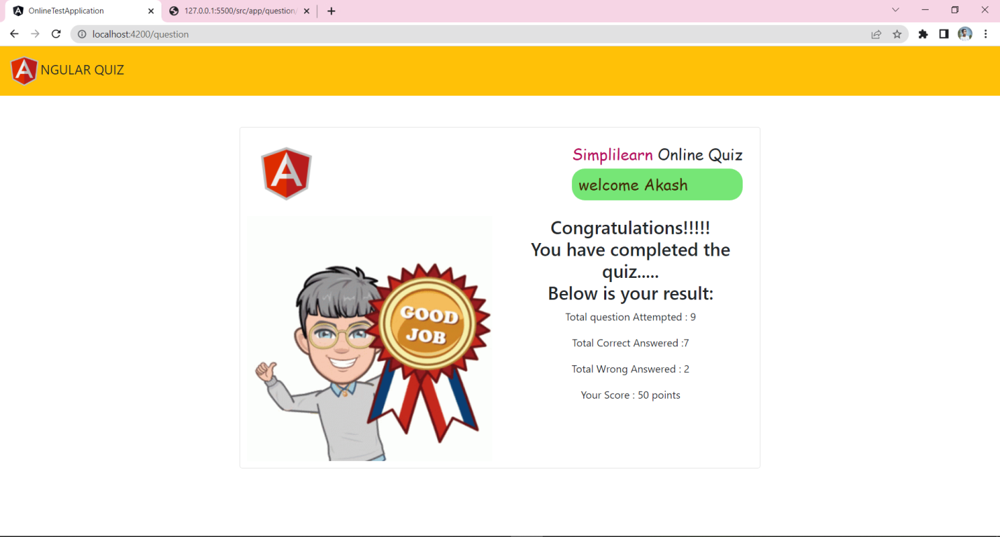 OnlineTestApplication
127.0.0.1:5500/src/app/question/
localhost:4200/question
NGULAR QUIZ
Simplilearn Online Quiz
welcome Akash
Congratulations!!!!!
You have completed the
quiz.....
Below is your result:
Total question Attempted : 9
Total Correct Answered :7
Total Wrong Answered : 2
Your Score : 50 points
GOOD
JOB